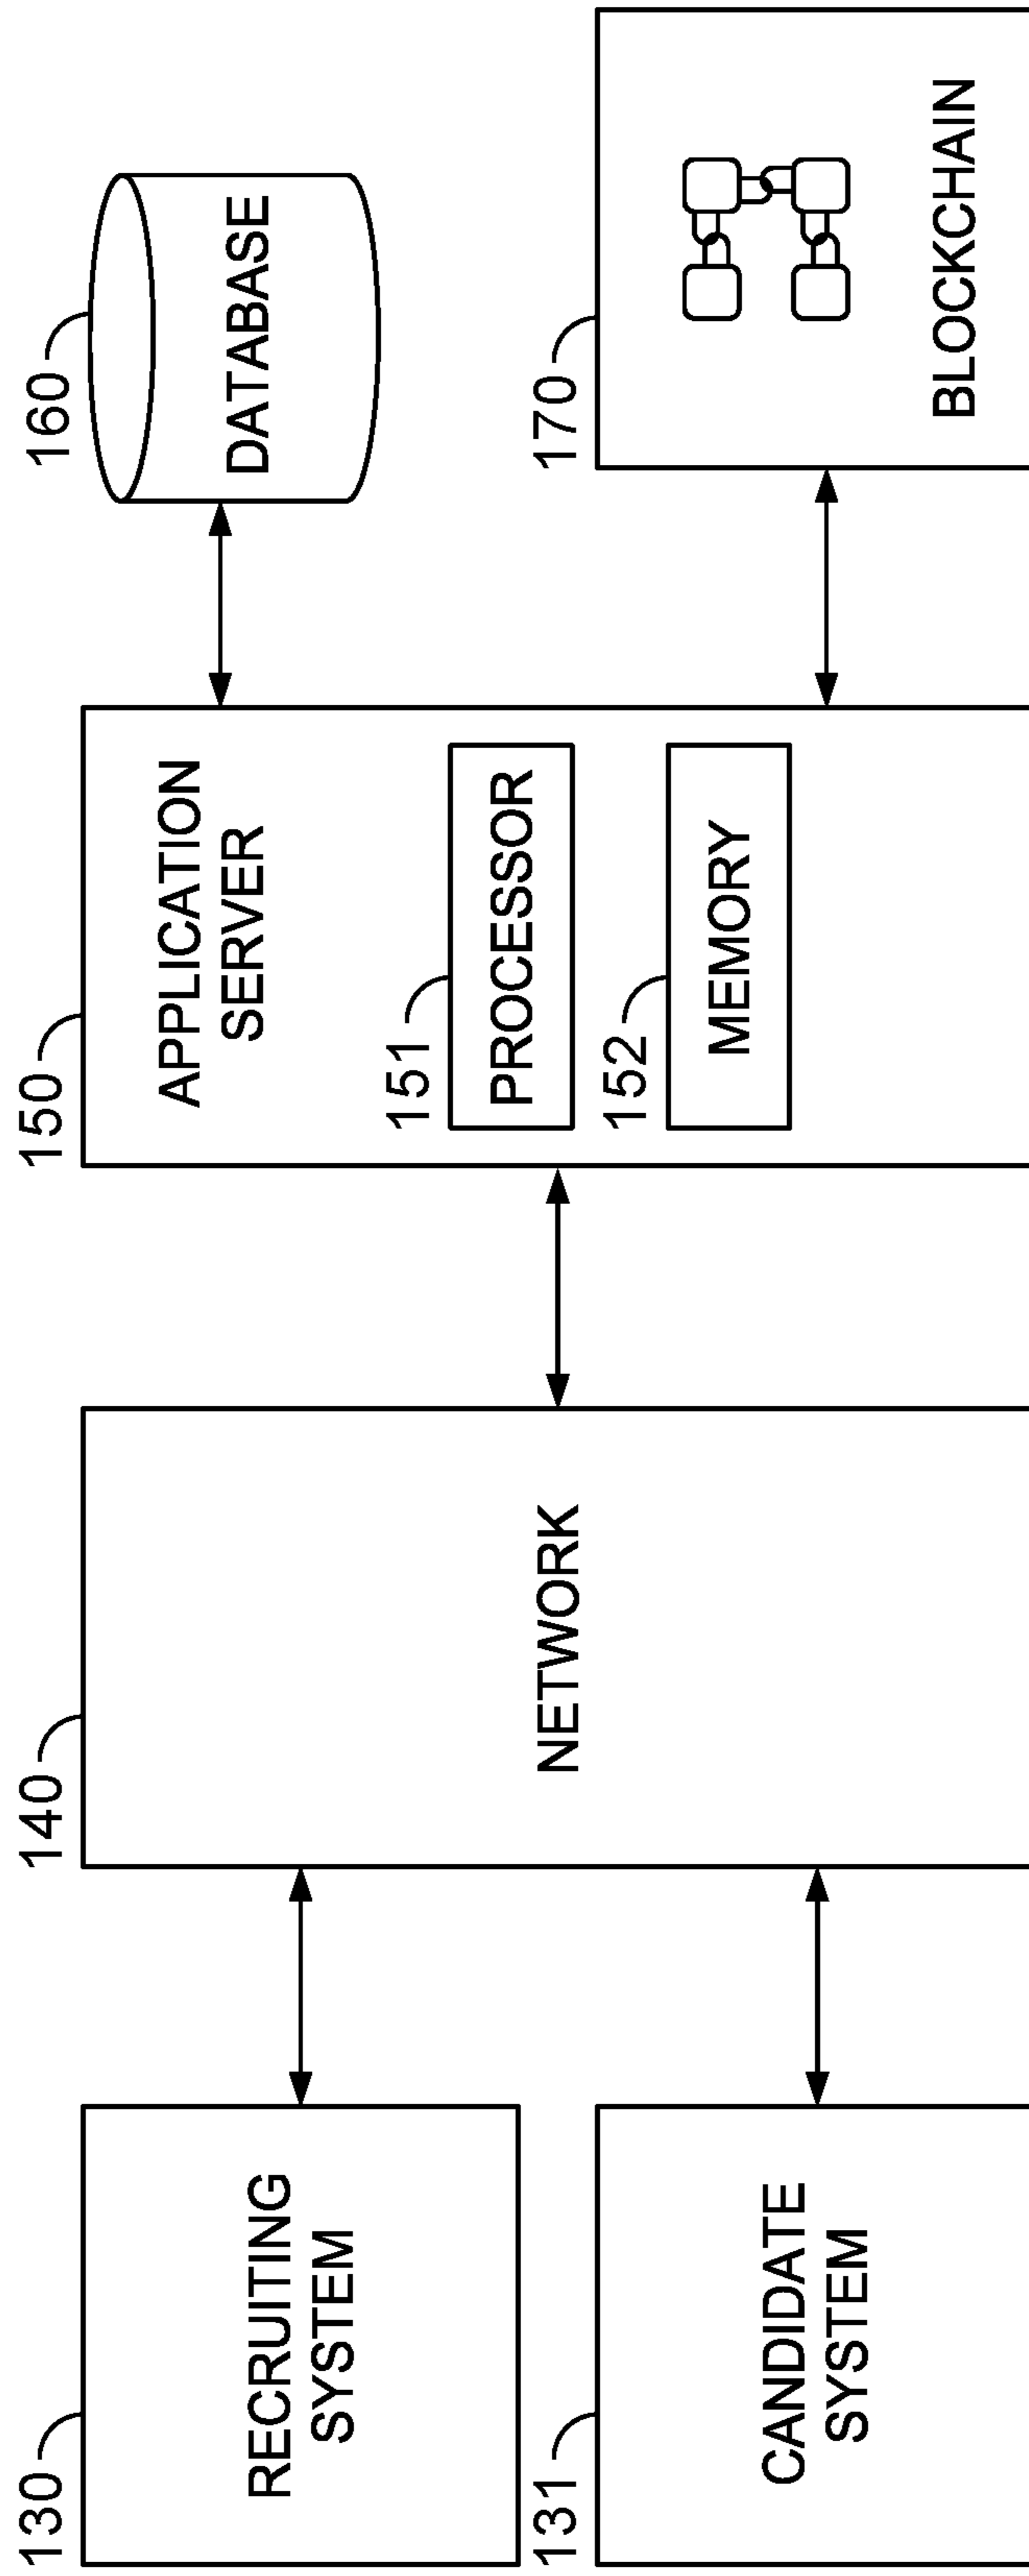 130
RECRUITING
SYSTEM
131
CANDIDATE
SYSTEM
140
NETWORK
150
APPLICATION
SERVER
151
PROCESSOR
152
MEMORY
160
DATABASE
170
BLOCKCHAIN